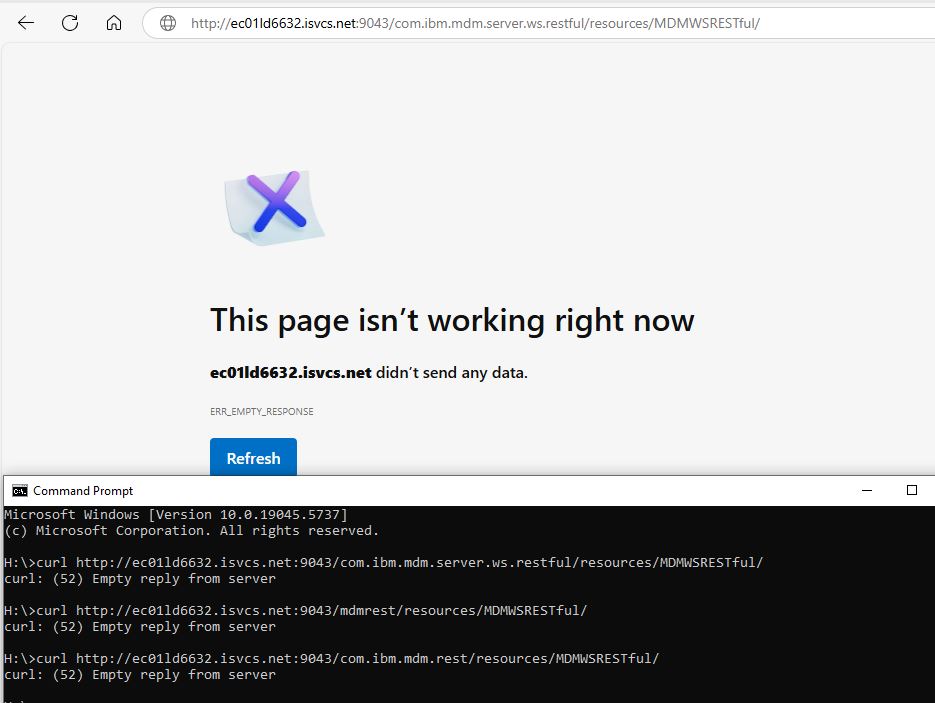 http://ec01ld6632.isvcs.net:9043/com.ibm.mdm.server.ws.restful/resources/MDMWSRESTful/
This page isn’t working right now
ec01ld6632.isvcs.net didn’t send any data.
ERR_EMPTY_RESPONSE
Refresh
C:\.
Command Prompt
Microsoft Windows [Version 10.0.19045.5737]
(c) Microsoft Corporation. All rights reserved.
H:\>curl http://ec01ld6632.isvcs.net:9043/com.ibm.mdm.server.ws.restful/resources/MDMWSRESTful/
curl: (52) Empty reply from server
H:\>curl http://ec01ld6632.isvcs.net:9043/mdmrest/resources/MDMWSRESTful/
curl: (52) Empty reply from server
H:\>curl http://ec01ld6632.isvcs.net:9043/com.ibm.mdm.rest/resources/MDMWSRESTful/
curl: (52) Empty reply from server